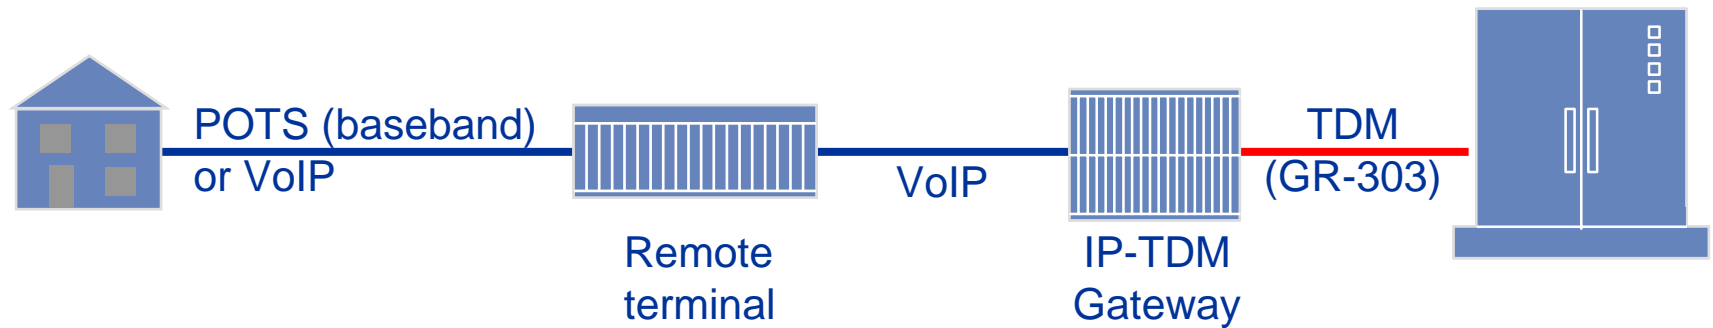 POTS (baseband)
or VoIP
Remote
terminal
VoIP
IP-TDM
Gateway
TDM
(GR-303)